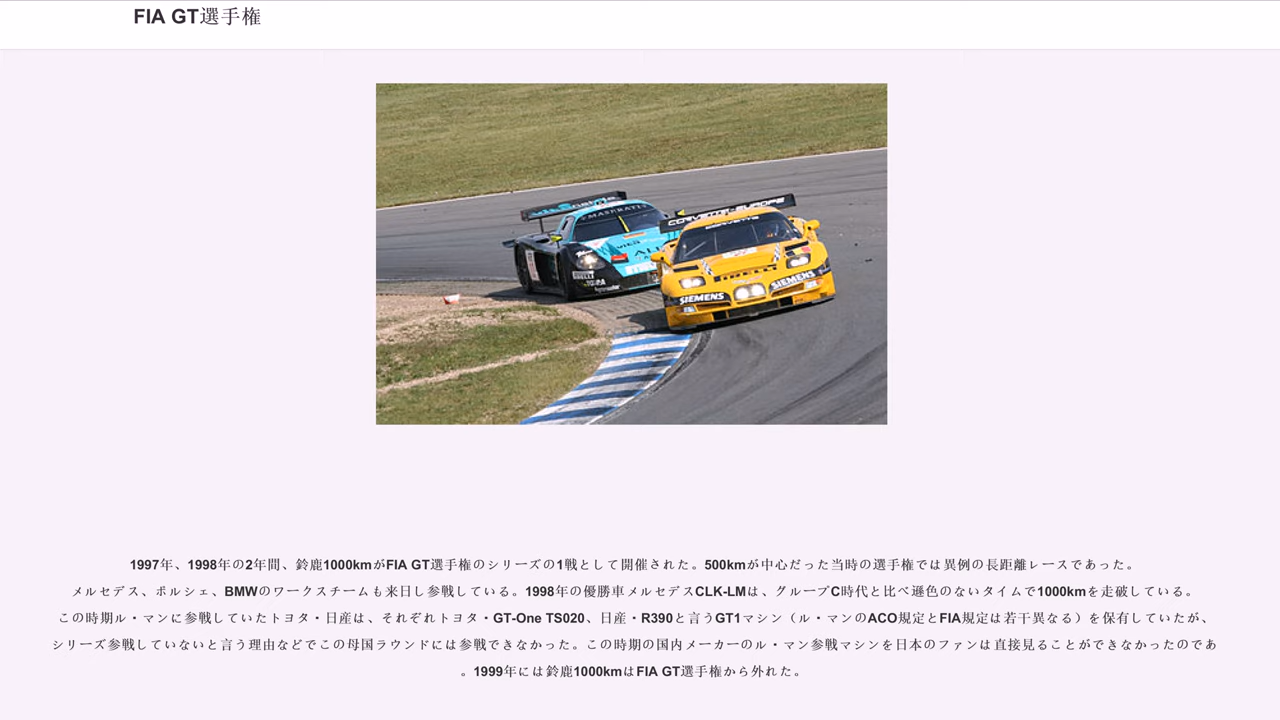 FIA GT選手権
CORVETTE-EUROPE
CORVETTE
MASERATI
SIEMENS
SIEMENS
1997年、1998年の2年間、鈴鹿1000kmがFIA GT選手権のシリーズの1戦として開催された。500kmが中心だった当時の選手権では異例の長距離レースであった。
メルセデス、ポルシェ、BMWのワークスチームも来日し参戦している。1998年の優勝車メルセデスCLK-LMは、グループC時代と比べ遜色のないタイムで1000kmを走破している。
この時期ル・マンに参戦していたトヨタ・日産は、それぞれトヨタ・GT-One TS020、日産・R390と言うGT1マシン（ル・マンのACO規定とFIA規定は若干異なる）を保有していたが、
シリーズ参戦していないと言う理由などでこの母国ラウンドには参戦できなかった。この時期の国内メーカーのル・マン参戦マシンを日本のファンは直接見ることができなかったのであ
。1999年には鈴鹿1000kmはFIA GT選手権から外れた。